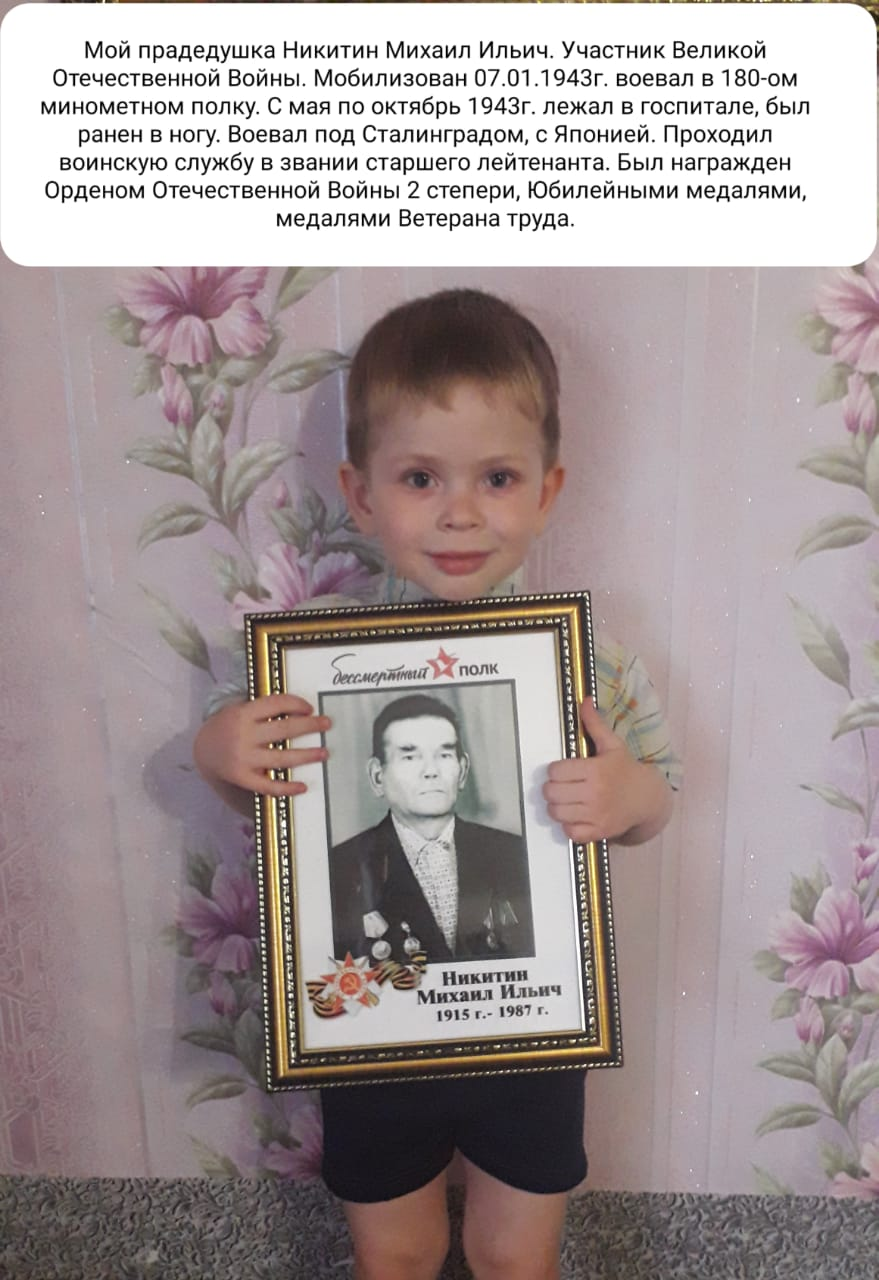 Мой прадедушка Никитин Михаил Ильич. Участник Великой
Отечественной Войны. Мобилизован 07.01.1943г. воевал в 180-ом
минометном полку. С мая по октябрь 1943г. лежал в госпитале, был
ранен в ногу. Воевал под Сталинградом, с Японией. Проходил
воинскую службу в звании старшего лейтенанта. Был награжден
Орденом Отечественной Войны 2 степери, Юбилейными медалями,
медалями Ветерана труда.
бессмертный полк
Никитин
Михаил Ильич
1915 г.- 1987 г.